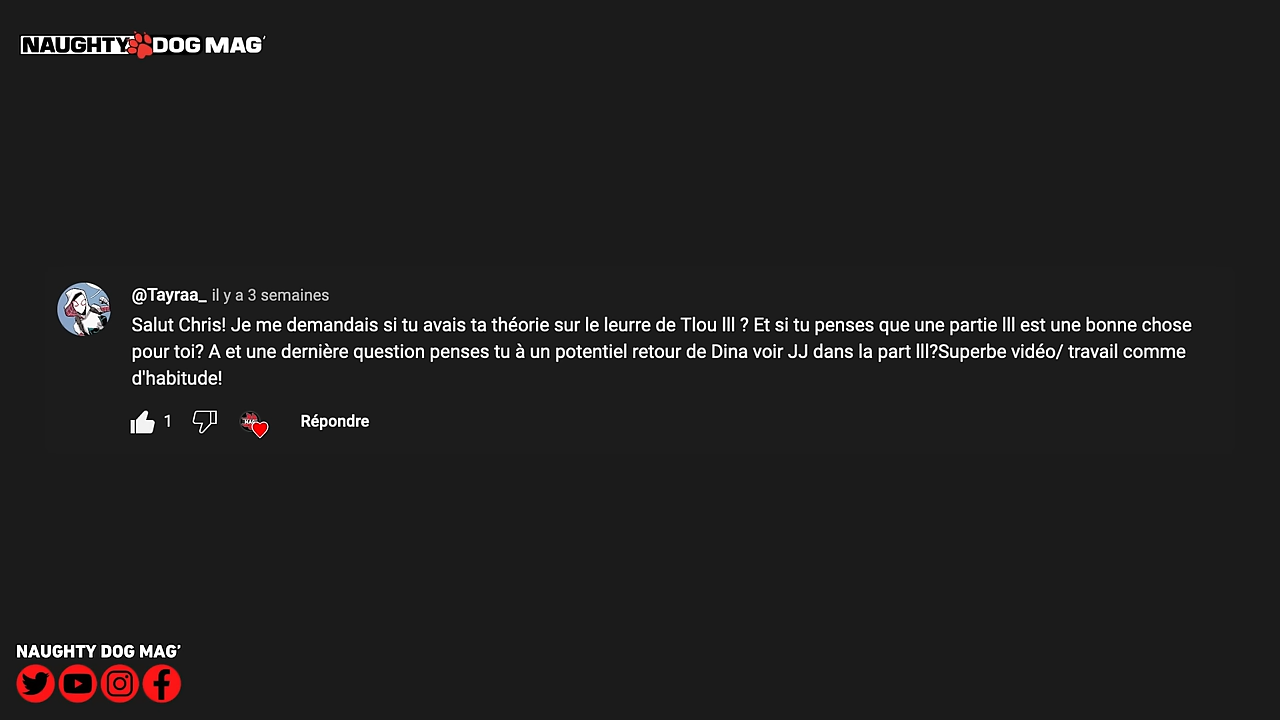 NAUGHTY DOG MAG'
@Tayraa_ il y a 3 semaines
Salut Chris! Je me demandais si tu avais ta théorie sur le leurre de Tlou lll ? Et si tu penses que une partie lll est une bonne chose
pour toi? A et une dernière question penses tu à un potentiel retour de Dina voir JJ dans la part lll?Superbe vidéo/ travail comme
d'habitude!
1
Répondre
NAUGHTY DOG MAG'